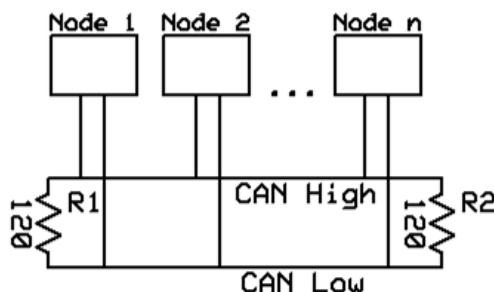 Node 1 Node 2 Node n
...
CAN High
120 R1
120 R2
CAN Low